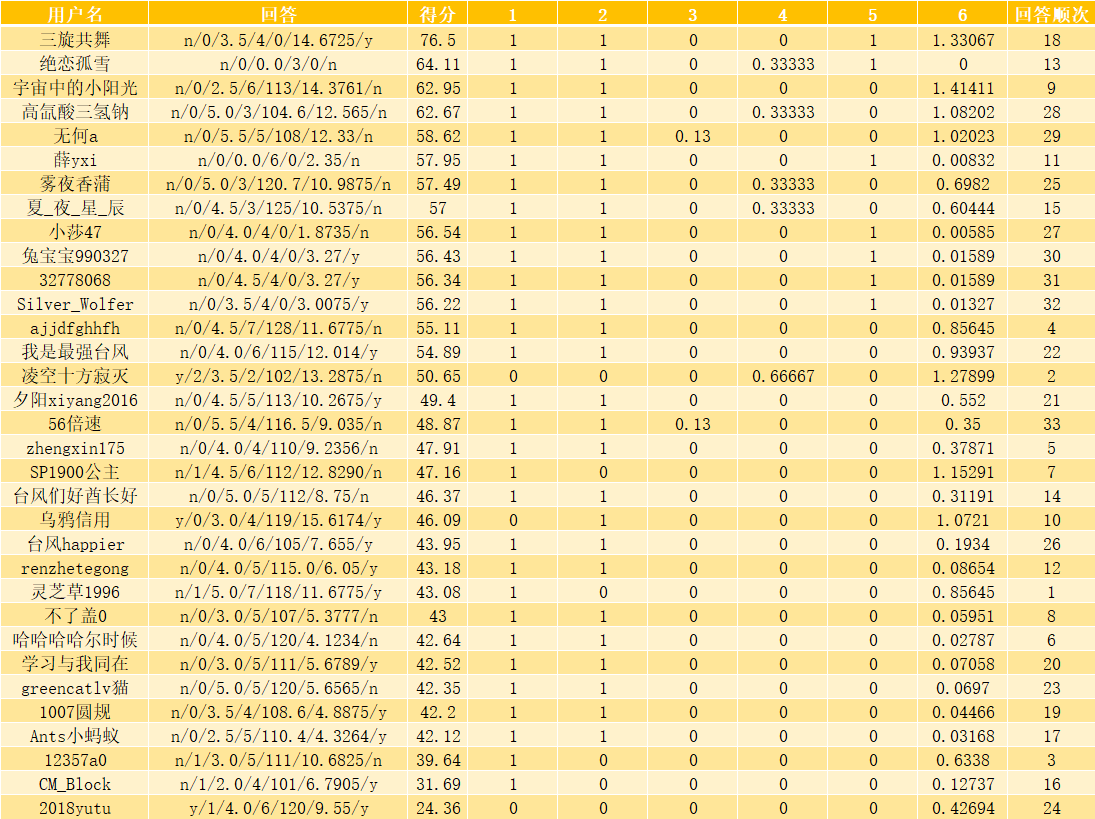 用户名 回答 得分 1 2 3 4 5 6 回答顺次
三旋共舞 n/0/3.5/4/0/14.6725/y 76.5 1 1 0 0 1 1.33067 18
绝恋孤雪 n/0/0.0/3/0/n 64.11 1 1 0 0.33333 1 0 13
宇宙中的小阳光 n/0/2.5/6/113/14.3761/n 62.95 1 1 0 0 0 1.41411 9
高氙酸三氢钠 n/0/5.0/3/104.6/12.565/n 62.67 1 1 0 0.33333 0 1.08202 28
无何a n/0/5.5/5/108/12.33/n 58.62 1 1 0.13 0 0 1.02023 29
薛yxi n/0/0.0/6/0/2.35/n 57.95 1 1 0 0 1 0.00832 11
雾夜香蒲 n/0/5.0/3/120.7/10.9875/n 57.49 1 1 0 0.33333 0 0.6982 25
夏_夜_星_辰 n/0/4.5/3/125/10.5375/n 57 1 1 0 0.33333 0 0.60444 15
小莎47 n/0/4.0/4/0/1.8735/n 56.54 1 1 0 0 1 0.00585 27
兔宝宝990327 n/0/4.0/4/0/3.27/y 56.43 1 1 0 0 1 0.01589 30
32778068 n/0/4.5/4/0/3.27/y 56.34 1 1 0 0 1 0.01589 31
Silver_Wolfer n/0/3.5/4/0/3.0075/y 56.22 1 1 0 0 1 0.01327 32
ajjdfghhfh n/0/4.5/7/128/11.6775/n 55.11 1 1 0 0 0 0.85645 4
我是最强台风 n/0/4.0/6/115/12.014/y 54.89 1 1 0 0 0 0.93937 22
凌空十方寂灭 y/2/3.5/2/102/13.2875/n 50.65 0 0 0 0.66667 0 1.27899 2
夕阳xiyang2016 n/0/4.5/5/113/10.2675/y 49.4 1 1 0 0 0 0.552 21
56倍速 n/0/5.5/4/116.5/9.035/n 48.87 1 1 0.13 0 0 0.35 33
zhengxin175 n/0/4.0/4/110/9.2356/n 47.91 1 1 0 0 0 0.37871 5
SP1900公主 n/1/4.5/6/112/12.8290/n 47.16 1 0 0 0 0 1.15291 7
台风们好酋长好 n/0/5.0/5/112/8.75/n 46.37 1 1 0 0 0 0.31191 14
乌鸦信用 y/0/3.0/4/119/15.6174/y 46.09 0 1 0 0 0 1.0721 10
台风happier n/0/4.0/6/105/7.655/y 43.95 1 1 0 0 0 0.1934 26
renzhetegong n/0/4.0/5/115.0/6.05/y 43.18 1 1 0 0 0 0.08654 12
灵芝草1996 n/1/5.0/7/118/11.6775/y 43.08 1 0 0 0 0 0.85645 1
不了盖0 n/0/3.0/5/107/5.3777/n 43 1 1 0 0 0 0.05951 8
哈哈哈哈尔时候 n/0/4.0/5/120/4.1234/n 42.64 1 1 0 0 0 0.02787 6
学习与我同在 n/0/3.0/5/111/5.6789/y 42.52 1 1 0 0 0 0.07058 20
greencatlv猫 n/0/5.0/5/120/5.6565/n 42.35 1 1 0 0 0 0.0697 23
1007圆规 n/0/3.5/4/108.6/4.8875/y 42.2 1 1 0 0 0 0.04466 19
Ants小蚂蚁 n/0/2.5/5/110.4/4.3264/y 42.12 1 1 0 0 0 0.03168 17
12357a0 n/1/3.0/5/111/10.6825/n 39.64 1 0 0 0 0 0.6338 3
CM_Block n/1/2.0/4/101/6.7905/y 31.69 1 0 0 0 0 0.12737 16
2018yutu y/1/4.0/6/120/9.55/y 24.36 0 0 0 0 0 0.42694 24